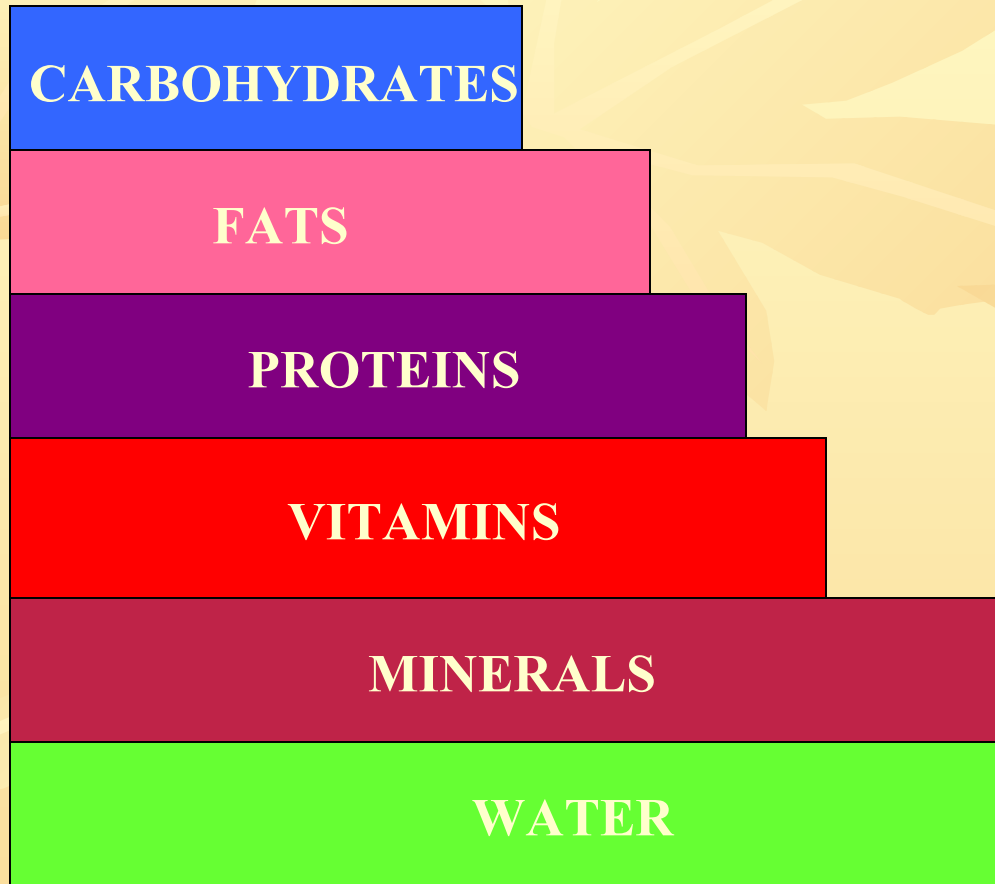 CARBOHYDRATES
FATS
PROTEINS
VITAMINS
MINERALS
WATER